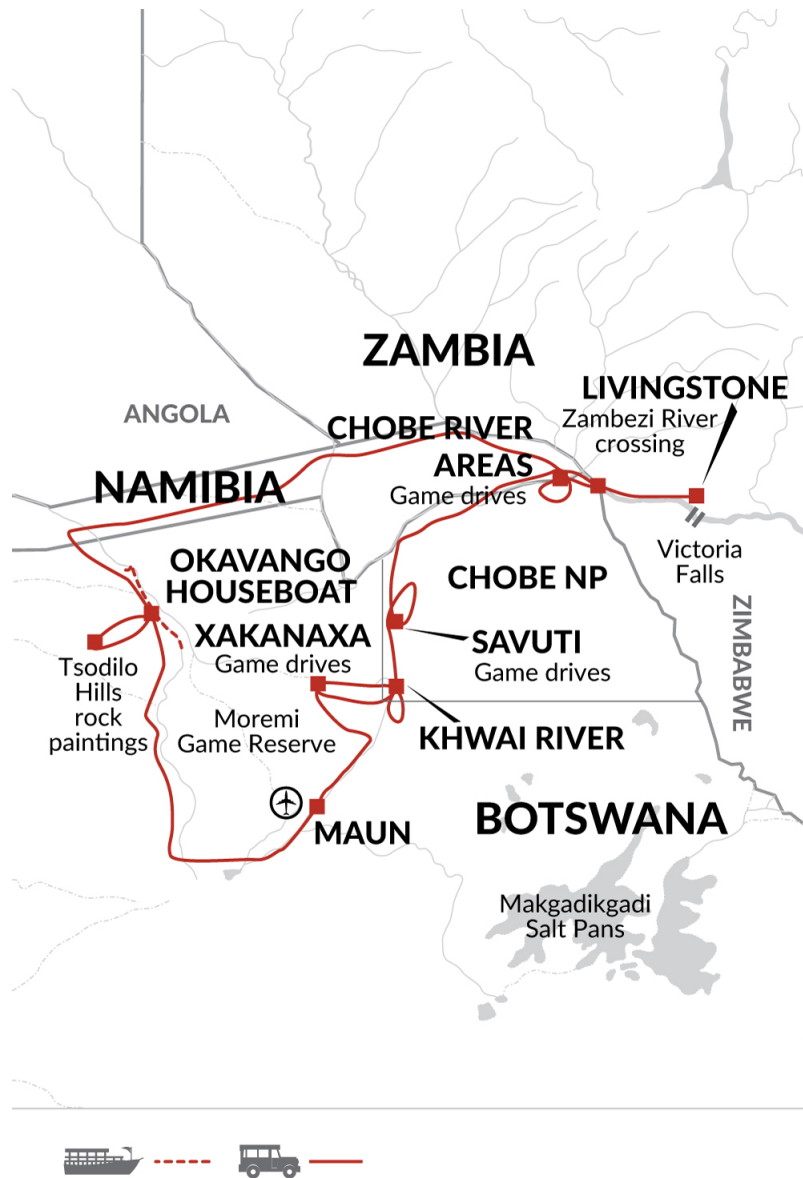 ZAMBIA
LIVINGSTONE
Zambezi River
crossing
ANGOLA
CHOBE RIVER
AREAS
Game drives
NAMIBIA
Victoria
Falls
OKAVANGO
HOUSEBOAT
CHOBE NP
ZIMBABWE
XAKANAXA
Game drives
SAVUTI
Game drives
Tsodilo
Hills
rock
paintings
Moremi
Game Reserve
KHWAI RIVER
MAUN
BOTSWANA
Makgadikgadi
Salt Pans